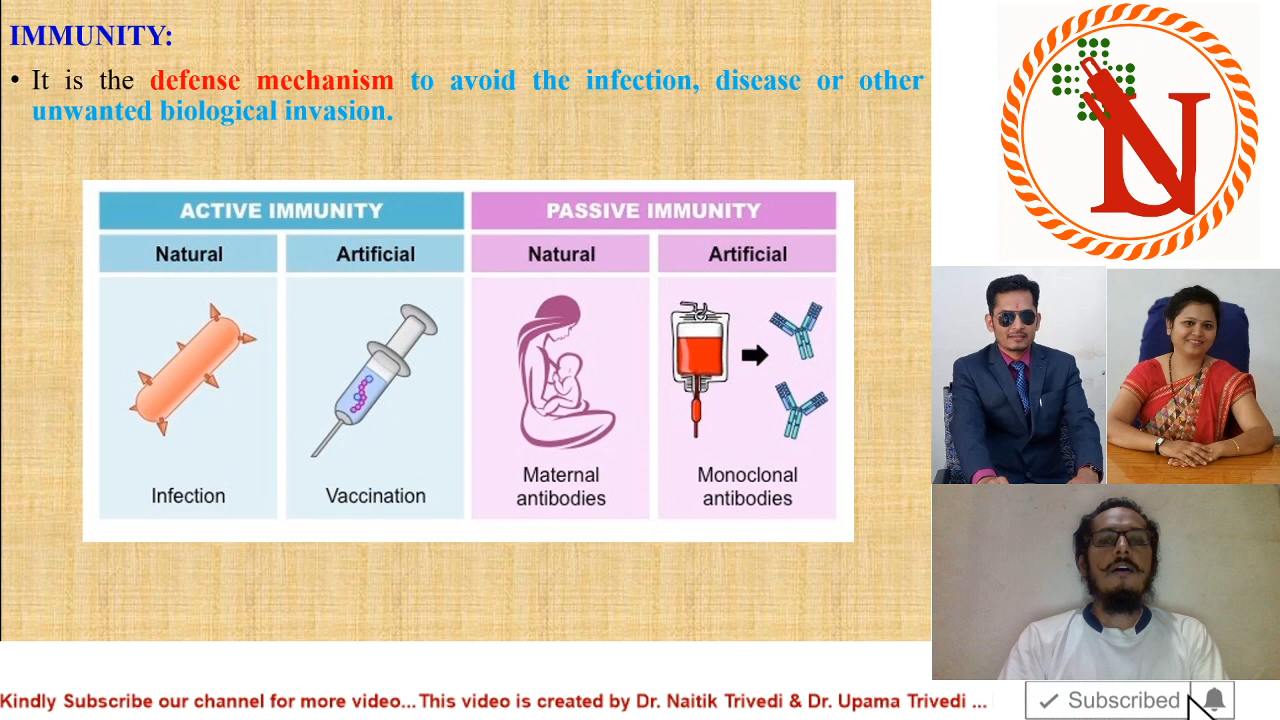 IMMUNITY:
• It is the defense mechanism to avoid the infection, disease or other
unwanted biological invasion.
ACTIVE IMMUNITY
PASSIVE IMMUNITY
Natural
Artificial
Natural
Artificial
Infection
Vaccination
Maternal
antibodies
Monoclonal
antibodies
NU
Kindly Subscribe our channel for more video...This video is created by Dr. Naitik Trivedi & Dr. Upama Trivedi ...
Subscribed